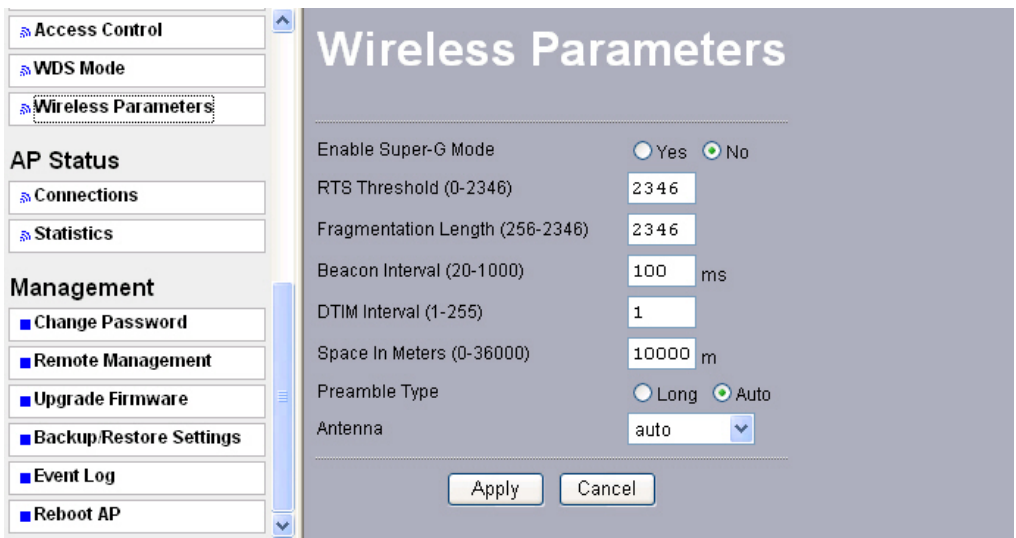 Access Control
WDS Mode
Wireless Parameters
AP Status
Connections
Statistics
Management
Change Password
Remote Management
Upgrade Firmware
Backup/Restore Settings
Event Log
Reboot AP
Wireless Parameters
Enable Super-G Mode Yes No
RTS Threshold (0-2346) 2346
Fragmentation Length (256-2346) 2346
Beacon Interval (20-1000) 100 ms
DTIM Interval (1-255) 1
Space In Meters (0-36000) 10000 m
Preamble Type Long Auto
Antenna auto
Apply Cancel